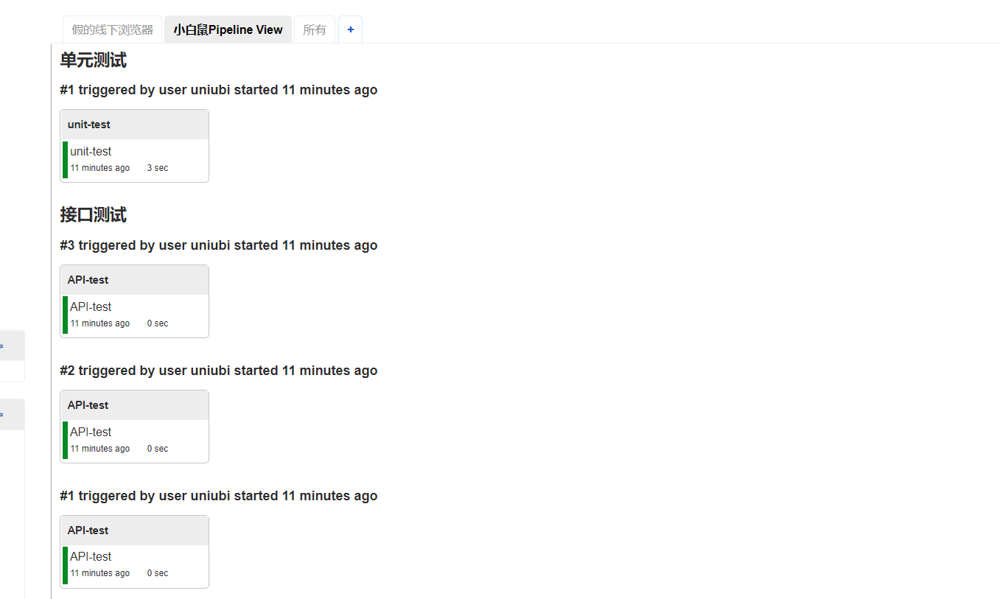 假的线下浏览器 小白鼠Pipeline View 所有 +
单元测试
#1 triggered by user uniubi started 11 minutes ago
unit-test
unit-test
11 minutes ago 3 sec
接口测试
#3 triggered by user uniubi started 11 minutes ago
API-test
API-test
11 minutes ago 0 sec
#2 triggered by user uniubi started 11 minutes ago
API-test
API-test
11 minutes ago 0 sec
#1 triggered by user uniubi started 11 minutes ago
API-test
API-test
11 minutes ago 0 sec